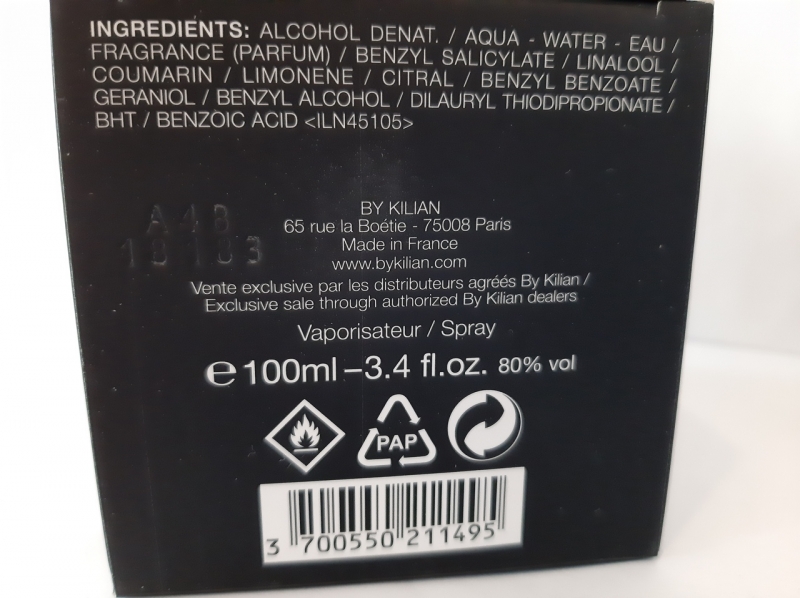 INGREDIENTS: ALCOHOL DENAT. / AQUA - WATER - EAU /
FRAGRANCE (PARFUM) / BENZYL SALICYLATE / LINALOOL /
COUMARIN / LIMONENE / CITRAL / BENZYL BENZOATE /
GERANIOL / BENZYL ALCOHOL / DILAURYL THIODIPROPIONATE /
BHT / BENZOIC ACID <ILN45105>
A48
BY KILIAN
65 rue la Boétie - 75008 Paris
Made in France
www.bykilian.com
Vente exclusive par les distributeurs agréés By Kilian /
Exclusive sale through authorized By Kilian dealers
Vaporisateur / Spray
℮ 100ml – 3.4 fl.oz. 80% vol
PAP
3 700550 211495